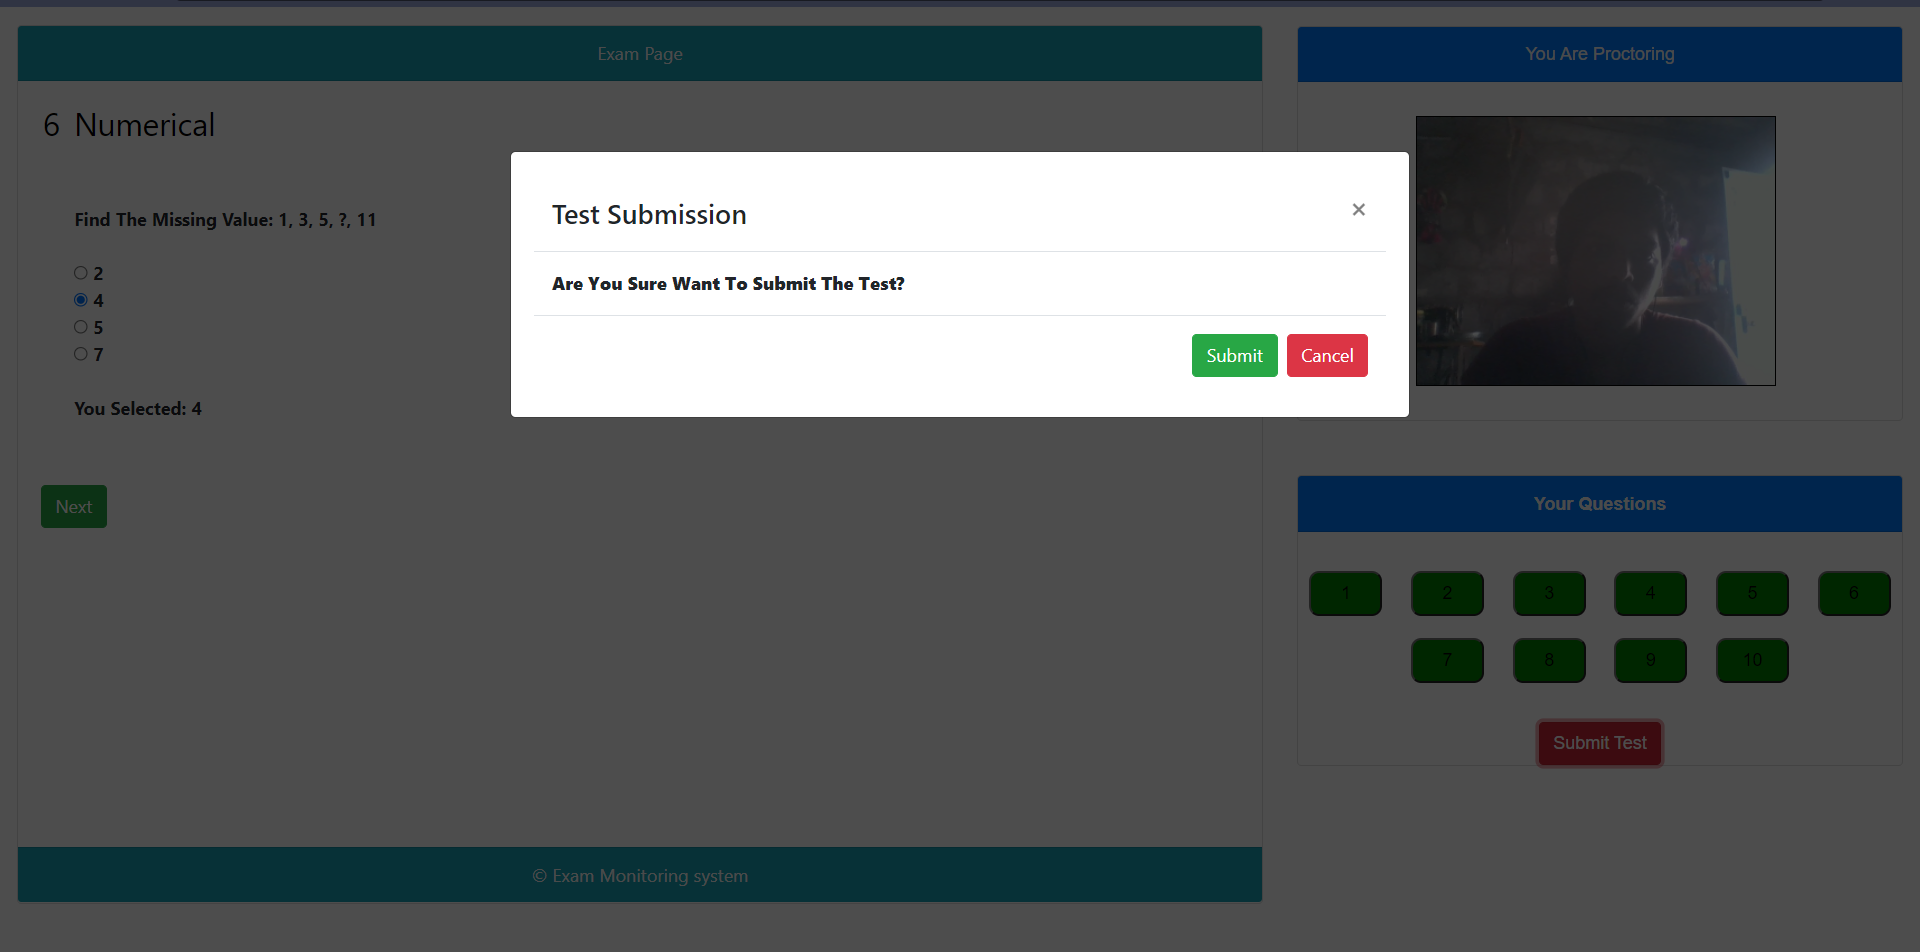 Exam Page
6 Numerical
Find The Missing Value: 1, 3, 5, ?, 11
2
4
5
7
You Selected: 4
Next
© Exam Monitoring system
Test Submission
×
Are You Sure Want To Submit The Test?
Submit Cancel
You Are Proctoring
Your Questions
1 2 3 4 5 6
7 8 9 10
Submit Test